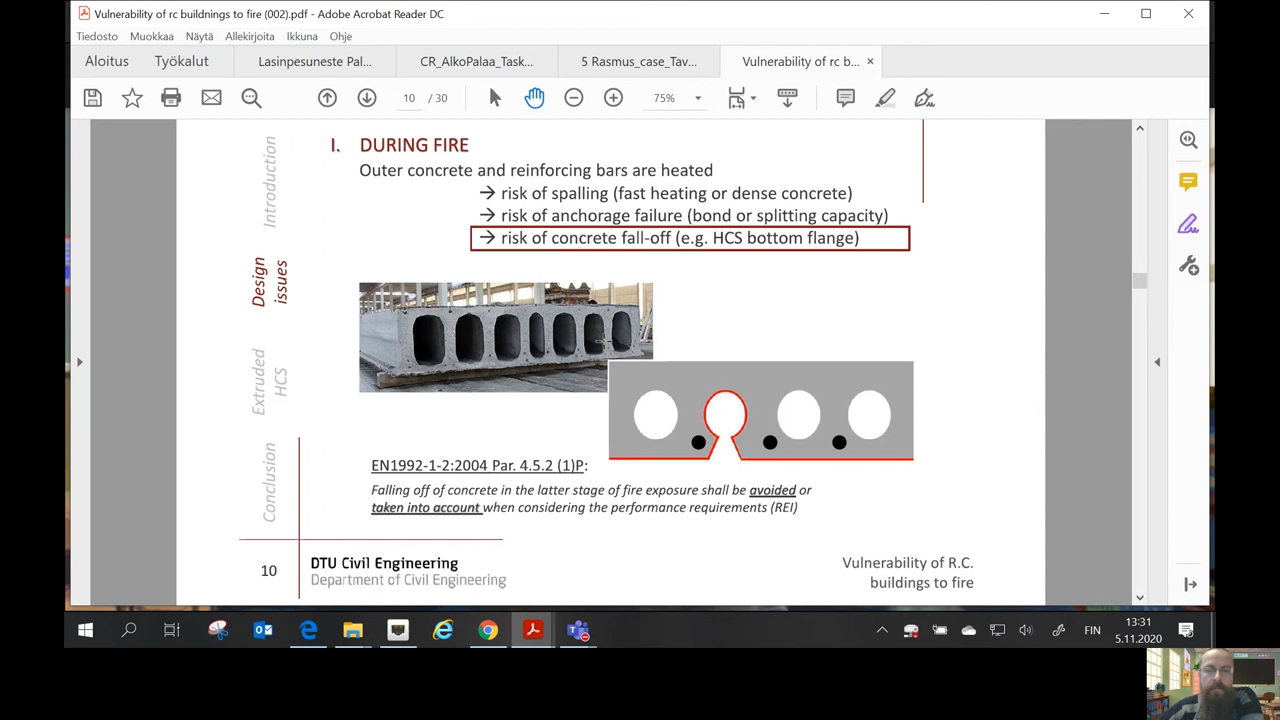 Vulnerability of rc buildnings to fire (002).pdf - Adobe Acrobat Reader DC
Tiedosto Muokkaa Näytä Allekirjoita Ikkuna Ohje
Aloitus Työkalut Lasinpesuneste Pal... CR_AlkoPalaa_Task... 5 Rasmus_case_Tav... Vulnerability of rc b... ×
10 / 30 75%
Introduction
Design
issues
Extruded
HCS
Conclusion
I. DURING FIRE
Outer concrete and reinforcing bars are heated
→ risk of spalling (fast heating or dense concrete)
→ risk of anchorage failure (bond or splitting capacity)
→ risk of concrete fall-off (e.g. HCS bottom flange)
EN1992-1-2:2004 Par. 4.5.2 (1)P:
Falling off of concrete in the latter stage of fire exposure shall be avoided or
taken into account when considering the performance requirements (REI)
10
DTU Civil Engineering
Department of Civil Engineering
Vulnerability of R.C.
buildings to fire
FIN
13:31
5.11.2020